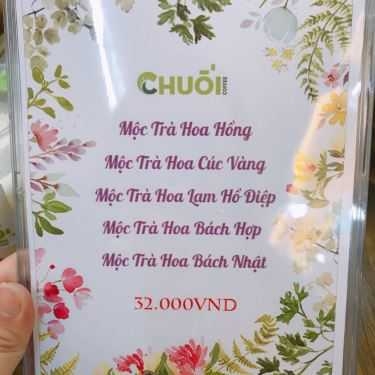 CHUỐI
COFFEE
Mộc Trà Hoa Hồng
Mộc Trà Hoa Cúc Vàng
Mộc Trà Hoa Lam Hồ Điệp
Mộc Trà Hoa Bách Hợp
Mộc Trà Hoa Bách Nhật
32.000VND